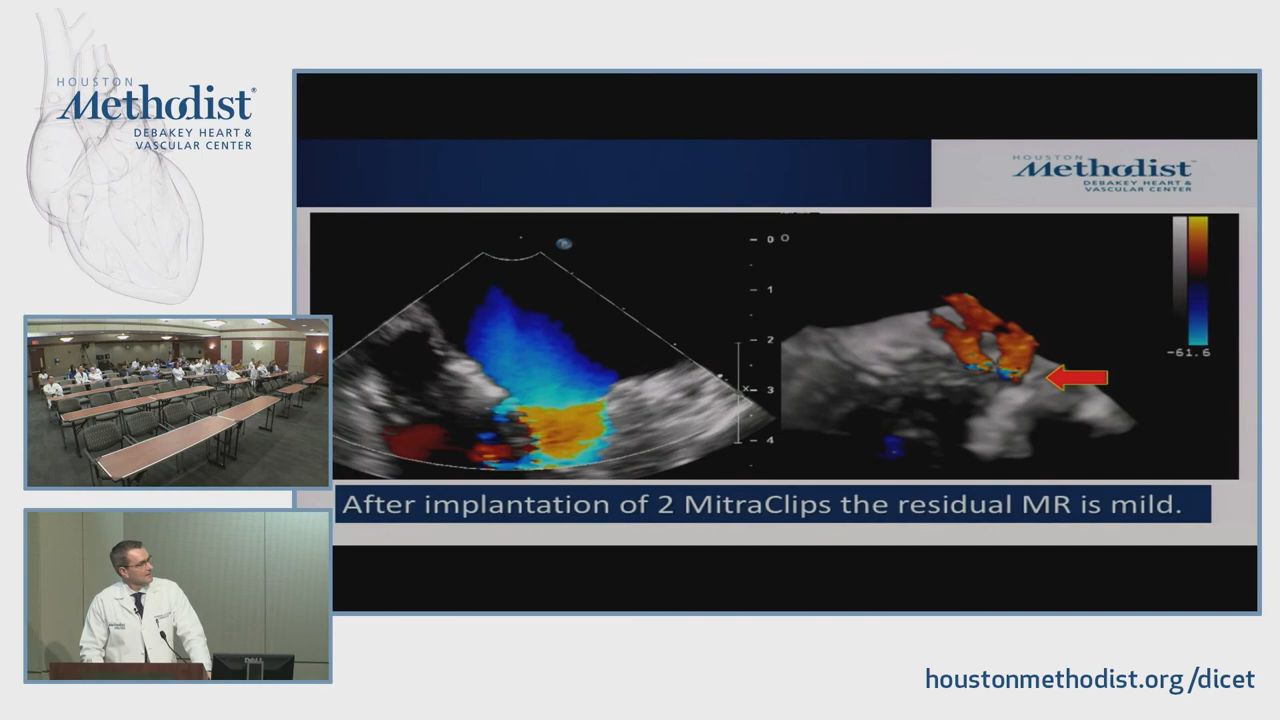 HOUSTON
Methodist®
DEBAKEY HEART &
VASCULAR CENTER
HOUSTON
Methodist
DEBAKEY HEART &
VASCULAR CENTER
0
1
2
3
4
-61.6
After implantation of 2 MitraClips the residual MR is mild.
DELL
houstonmethodist.org/dicet